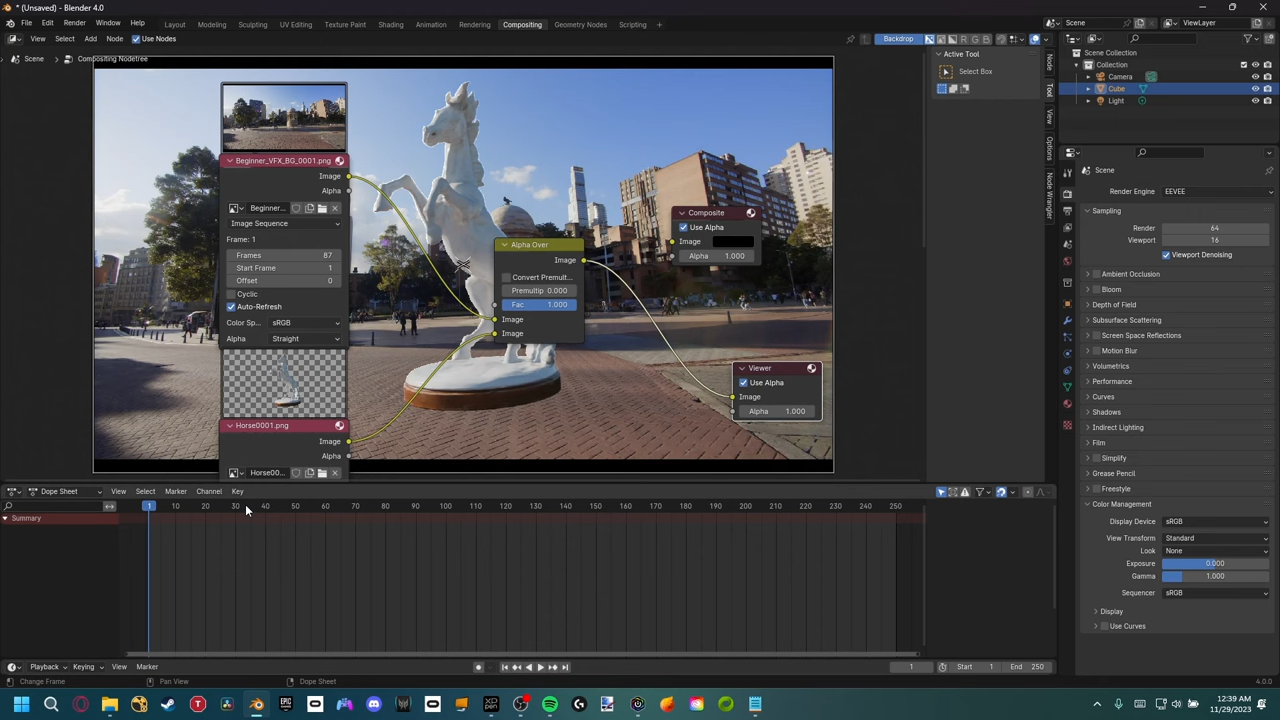 * (Unsaved) - Blender 4.0
File Edit Render Window Help Layout Modeling Sculpting UV Editing Texture Paint Shading Animation Rendering Compositing Geometry Nodes Scripting + Scene ViewLayer
View Select Add Node Use Nodes Backdrop R G B
Scene > Compositing Nodetree
Active Tool
Select Box
Node
Tool
View
Options
Node Wrangler
Beginner_VFX_BG_0001.png
Image
Alpha
Beginner...
Image Sequence
Frame: 1
Frames 87
Start Frame 1
Offset 0
Cyclic
Auto-Refresh
Color Sp... sRGB
Alpha Straight
Horse0001.png
Image
Alpha
Horse00...
Alpha Over
Image
Convert Premult...
Premultip 0.000
Fac 1.000
Image
Image
Composite
Use Alpha
Image
Alpha 1.000
Viewer
Use Alpha
Image
Alpha 1.000
Dope Sheet View Select Marker Channel Key
1 10 20 30 40 50 60 70 80 90 100 110 120 130 140 150 160 170 180 190 200 210 220 230 240 250
Summary
Playback Keying View Marker 1 Start 1 End 250
Change Frame Pan View Dope Sheet 4.0.0
Scene Collection
Collection
Camera
Cube
Light
Scene
Render Engine EEVEE
Sampling
Render 64
Viewport 16
Viewport Denoising
Ambient Occlusion
Bloom
Depth of Field
Subsurface Scattering
Screen Space Reflections
Motion Blur
Volumetrics
Performance
Curves
Shadows
Indirect Lighting
Film
Simplify
Grease Pencil
Freestyle
Color Management
Display Device sRGB
View Transform Standard
Look None
Exposure 0.000
Gamma 1.000
Sequencer sRGB
Display
Use Curves
12:39 AM
11/29/2023